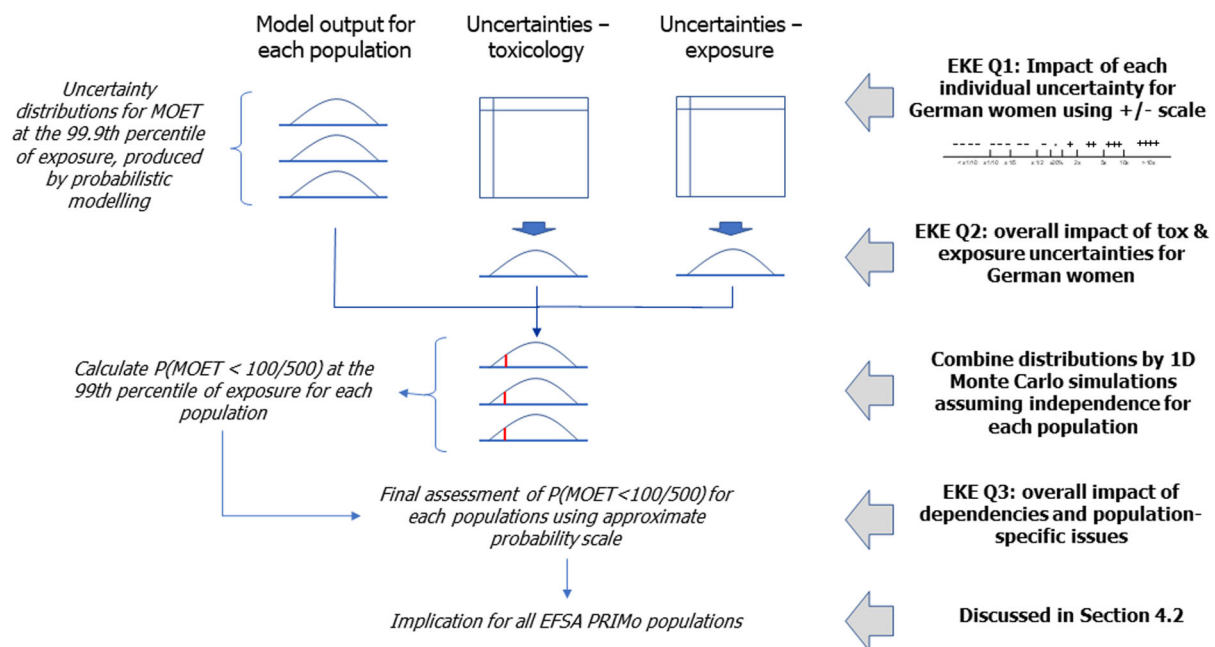 Model output for
each population
Uncertainties –
toxicology
Uncertainties –
exposure
Uncertainty
distributions for MOET
at the 99.9th percentile
of exposure, produced
by probabilistic
modelling
EKE Q1: Impact of each
individual uncertainty for
German women using +/- scale
---- --- -- - . + ++ +++ ++++
EKE Q2: overall impact of tox &
exposure uncertainties for
German women
Calculate P(MOET < 100/500) at the
99th percentile of exposure for each
population
Combine distributions by 1D
Monte Carlo simulations
assuming independence for
each population
Final assessment of P(MOET<100/500) for
each populations using approximate
probability scale
EKE Q3: overall impact of
dependencies and population-
specific issues
Implication for all EFSA PRIMo populations
Discussed in Section 4.2